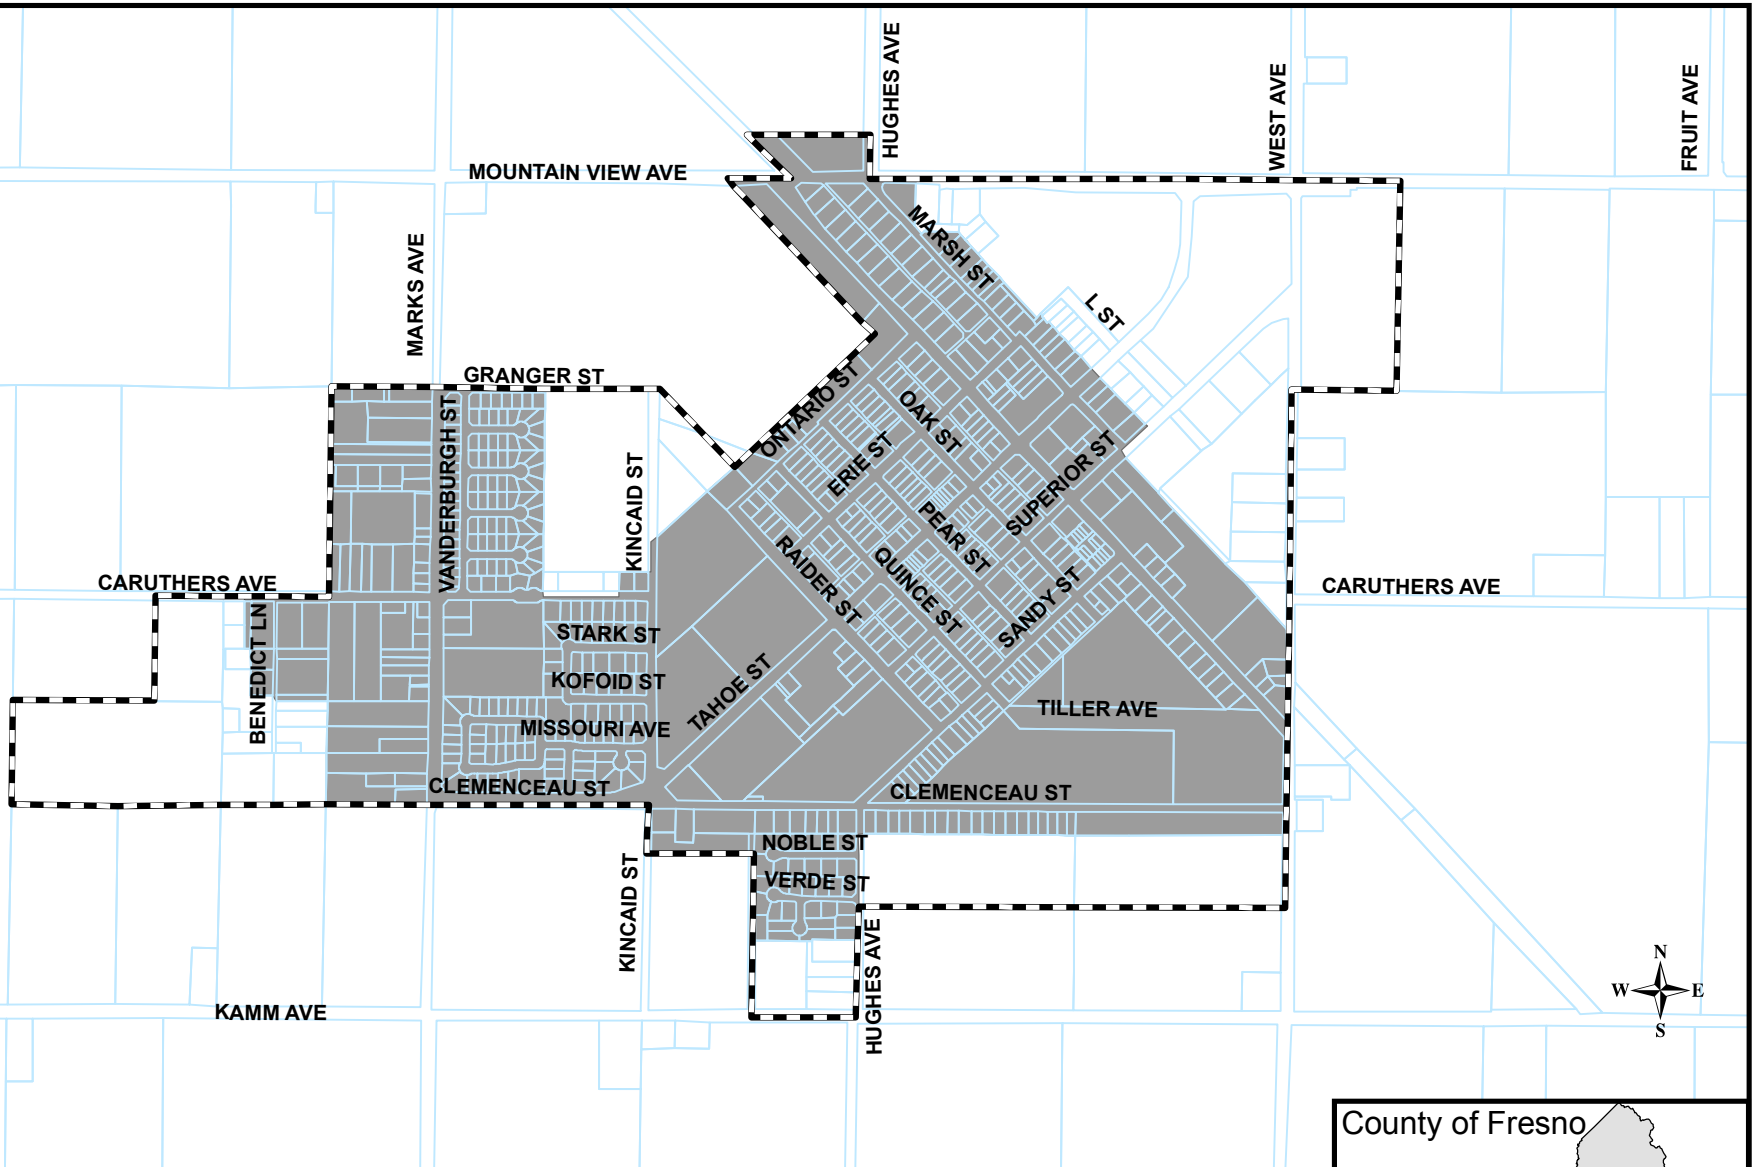 HUGHES AVE
WEST AVE
FRUIT AVE
MOUNTAIN VIEW AVE
MARSH ST
MARKS AVE
L ST
GRANGER ST
ONTARIO ST
OAK ST
VANDERBURGH ST
KINCAID ST
ERIE ST
SUPERIOR ST
PEAR ST
RAIDER ST
QUINCE ST
SANDY ST
CARUTHERS AVE
CARUTHERS AVE
BENEDICT LN
STARK ST
KOFOID ST
TAHOE ST
MISSOURI AVE
TILLER AVE
CLEMENCEAU ST
CLEMENCEAU ST
NOBLE ST
VERDE ST
KINCAID ST
HUGHES AVE
KAMM AVE
N
W E
S
County of Fresno